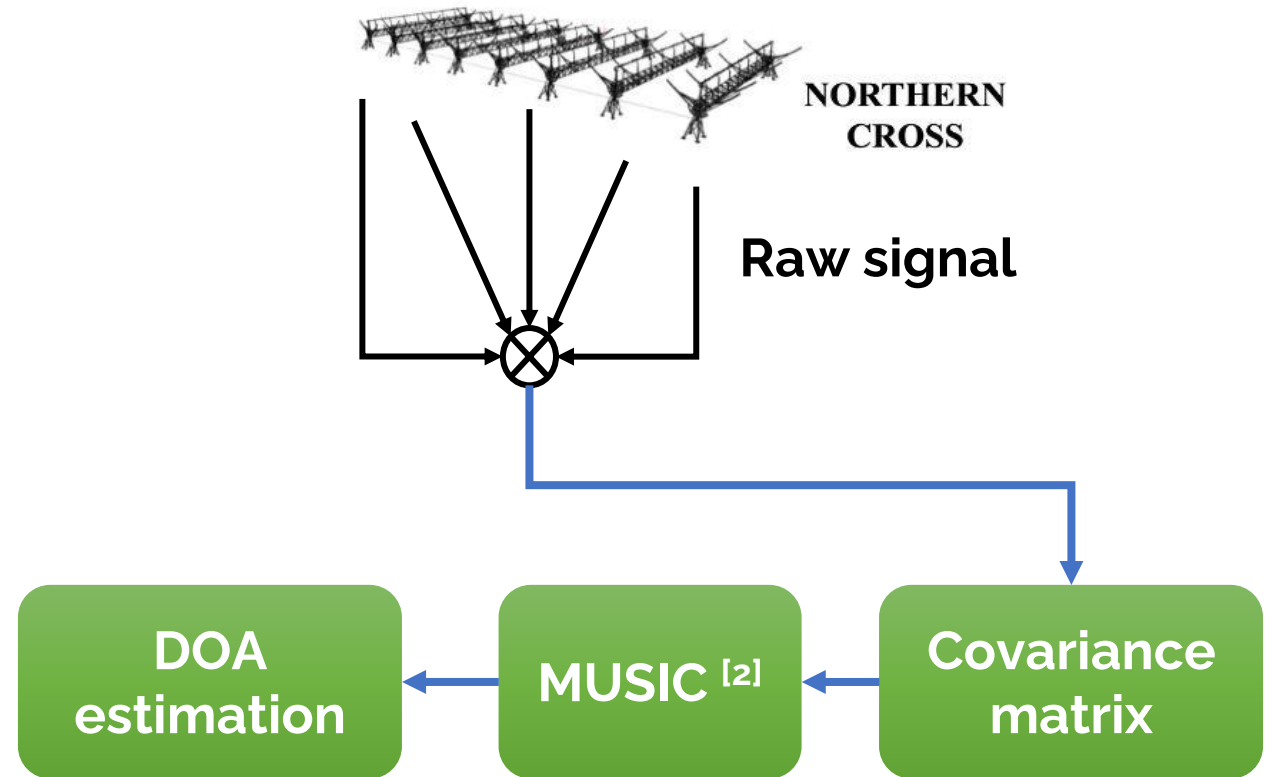 NORTHERN
CROSS
Raw signal
DOA
estimation
MUSIC [2]
Covariance
matrix